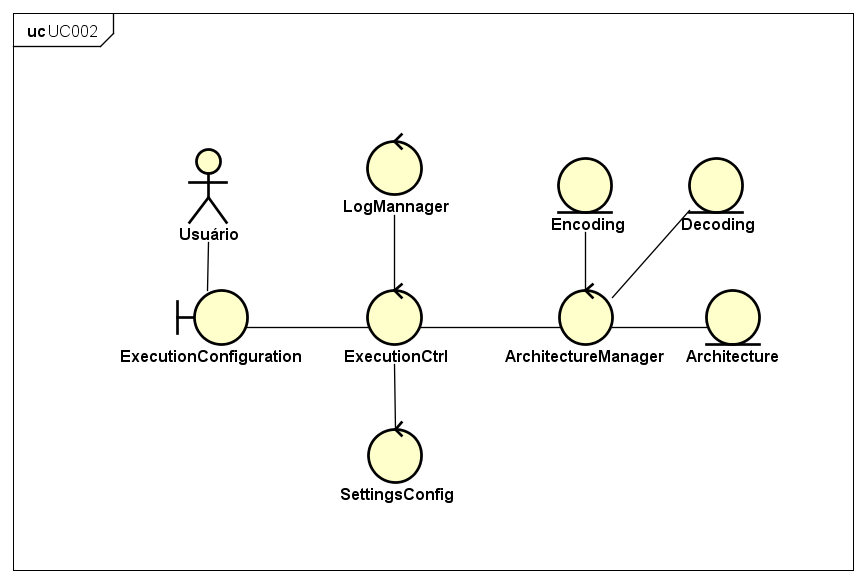 uc UC002
LogMannager
Encoding
Decoding
Usuário
ExecutionConfiguration
ExecutionCtrl
ArchitectureManager
Architecture
SettingsConfig